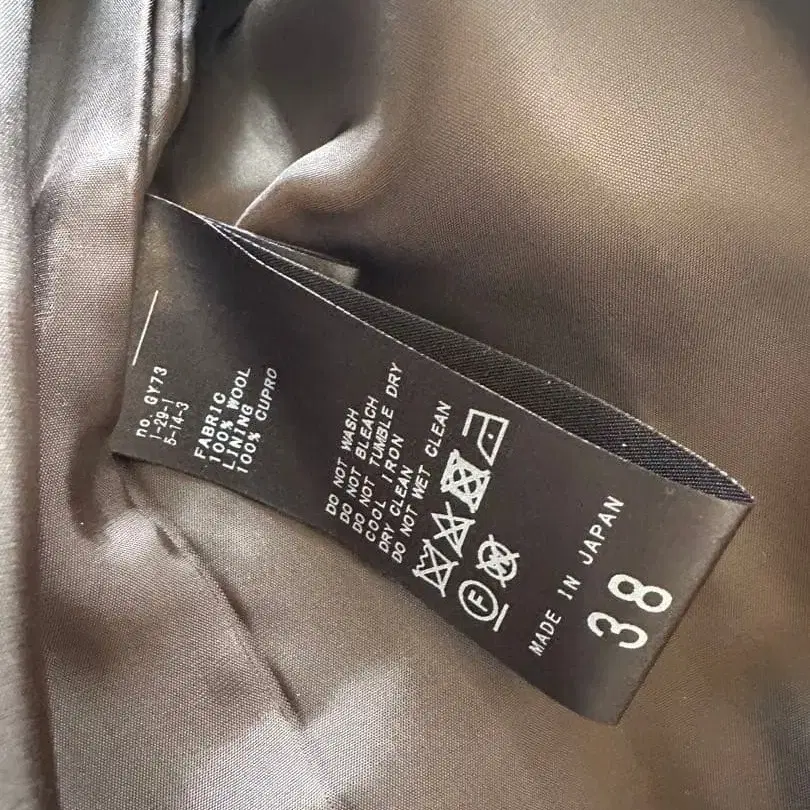 no. GY73
1-29-1
5-14-3
FABRIC
100% WOOL
LINING
100% CUPRO
DO NOT WASH
DO NOT BLEACH
DO NOT TUMBLE DRY
COOL IRON
DRY CLEAN
DO NOT WET CLEAN
F
MADE IN JAPAN
38